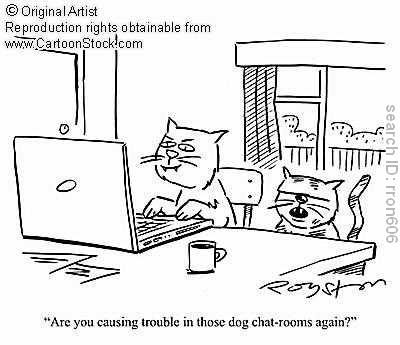 © Original Artist
Reproduction rights obtainable from
www.CartoonStock.com
search ID: rron606
ROYSTON
“Are you causing trouble in those dog chat-rooms again?”